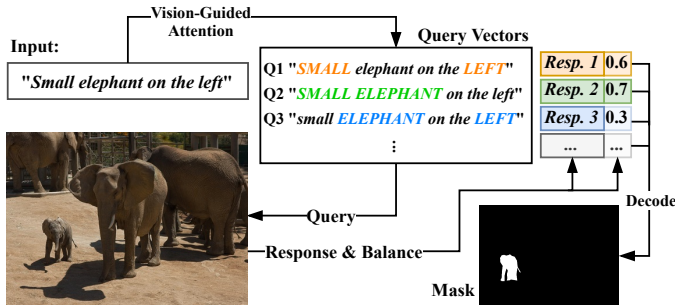 Vision-Guided
Attention
Input:
"Small elephant on the left"
Query Vectors
Q1 "SMALL elephant on the LEFT"
Q2 "SMALL ELEPHANT on the left"
Q3 "small ELEPHANT on the LEFT"
...
Resp. 1 0.6
Resp. 2 0.7
Resp. 3 0.3
... ...
Query
Response & Balance
Decode
Mask